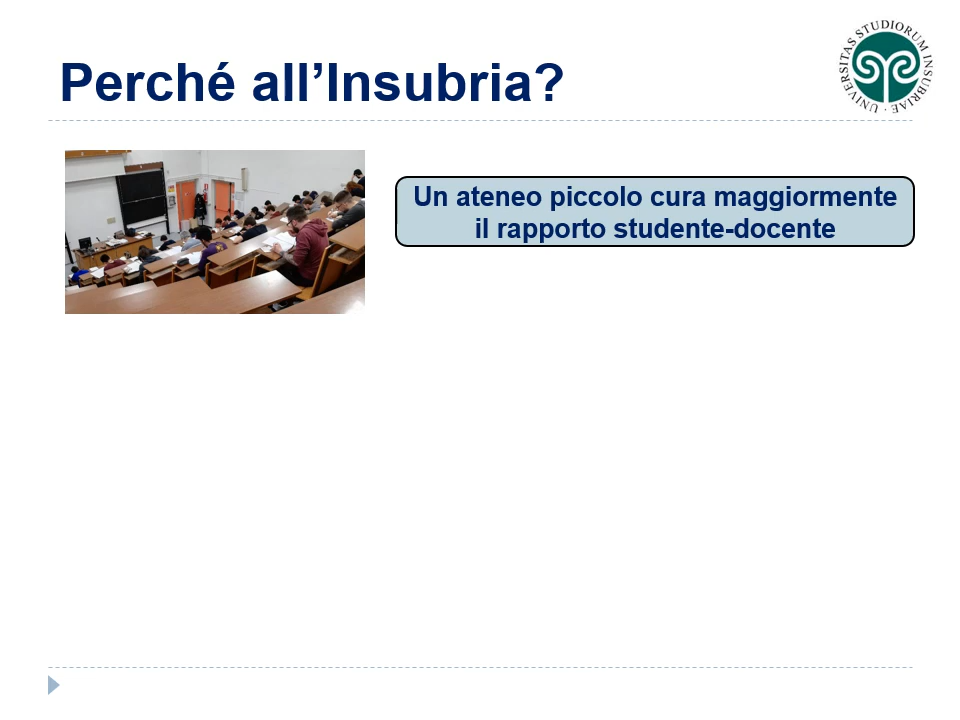 Perché all’Insubria?
UNIVERSITAS STUDIORUM INSUBRIAE
Un ateneo piccolo cura maggiormente
il rapporto studente-docente